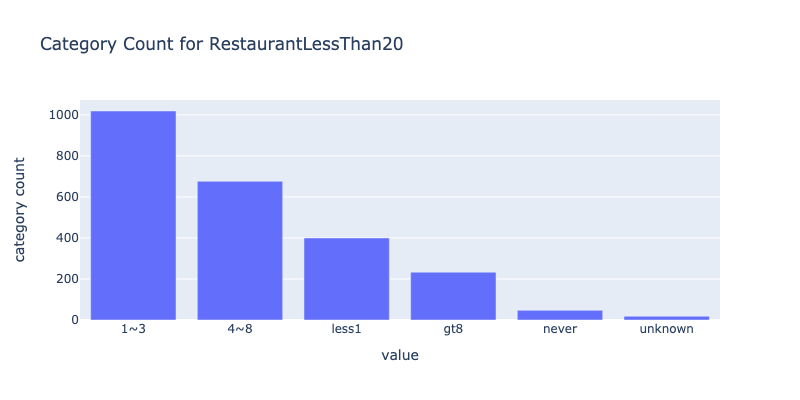 Category Count for RestaurantLessThan20
category count
1000
800
600
400
200
0
1~3 4~8 less1 gt8 never unknown
value